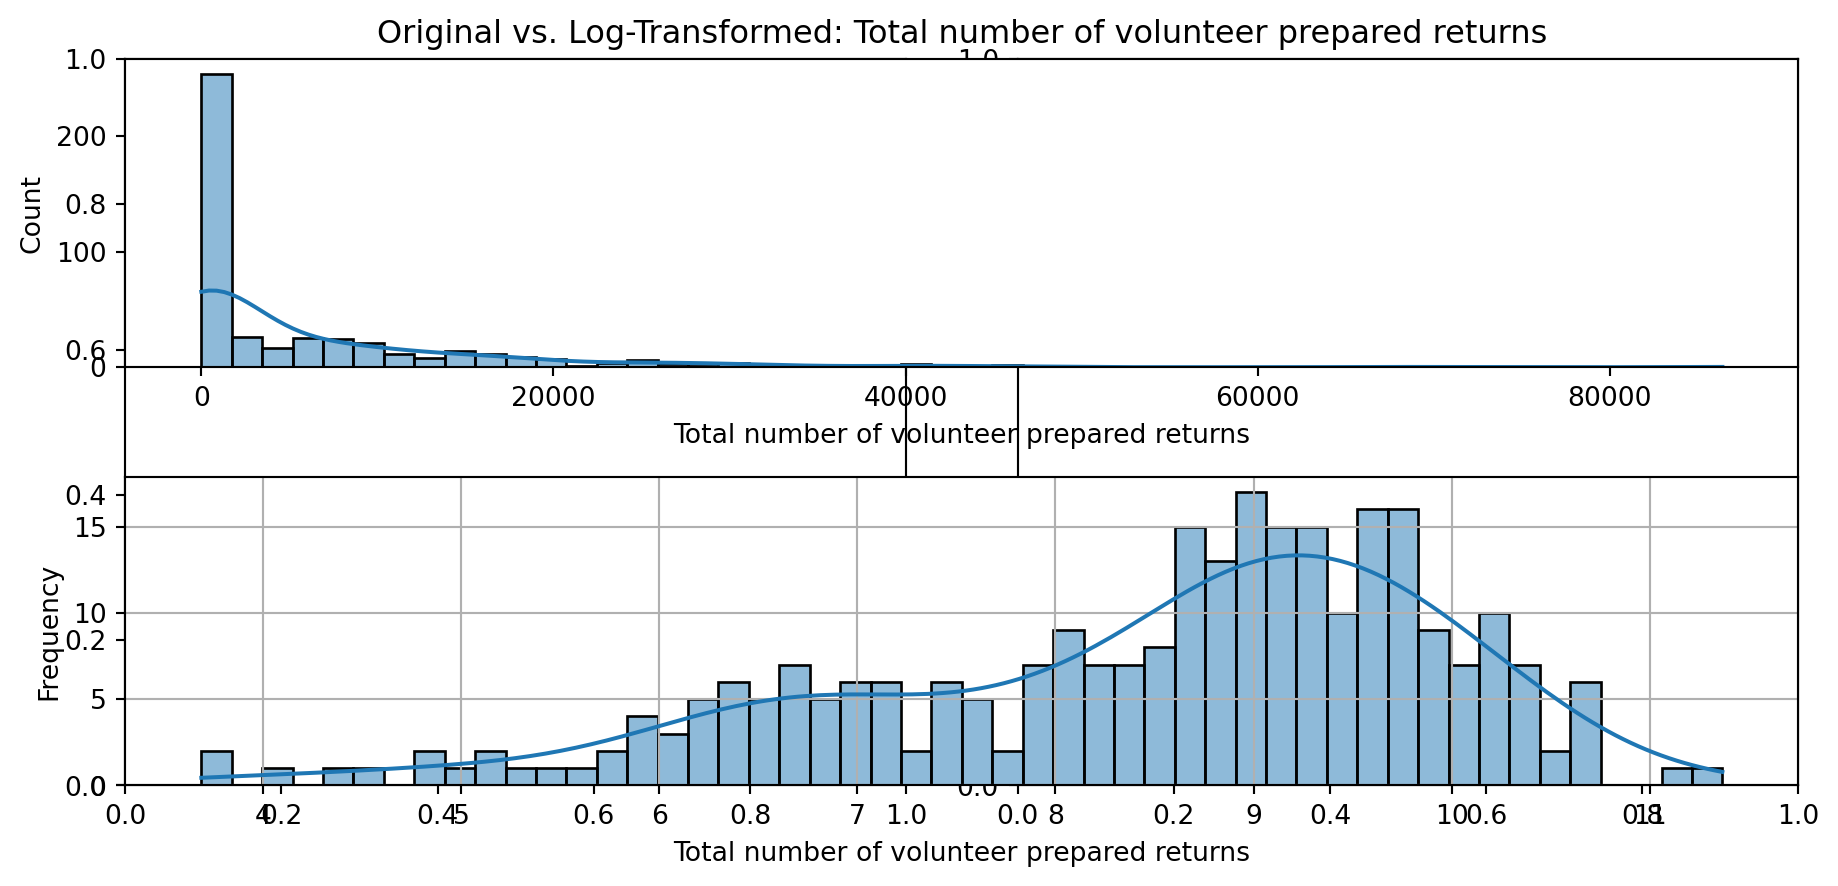 Original vs. Log-Transformed: Total number of volunteer prepared returns
1.0
1.0
200
Count
0.8
100
0.6
0
0 20000 40000 60000 80000
Total number of volunteer prepared returns
0.4
15
Frequency
10
0.2
5
0.0
0.0
0.0 4 0.2 0.4 5 0.6 6 0.8 7 1.0 0.0 8 0.2 9 0.4 10 0.6 0.8 11 1.0
Total number of volunteer prepared returns